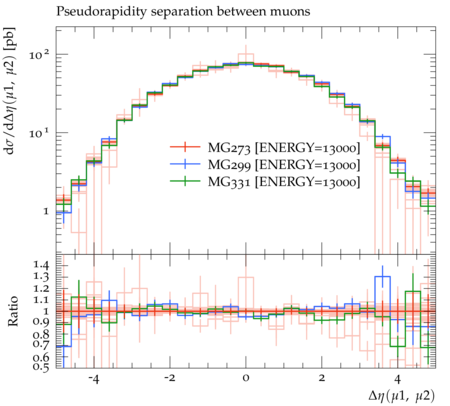 Pseudorapidity separation between muons
dσ/dΔη(μ1, μ2) [pb]
10²
10¹
1
MG273 [ENERGY=13000]
MG299 [ENERGY=13000]
MG331 [ENERGY=13000]
Ratio
1.4
1.3
1.2
1.1
1
0.9
0.8
0.7
0.6
0.5
-4 -2 0 2 4
Δη(μ1, μ2)